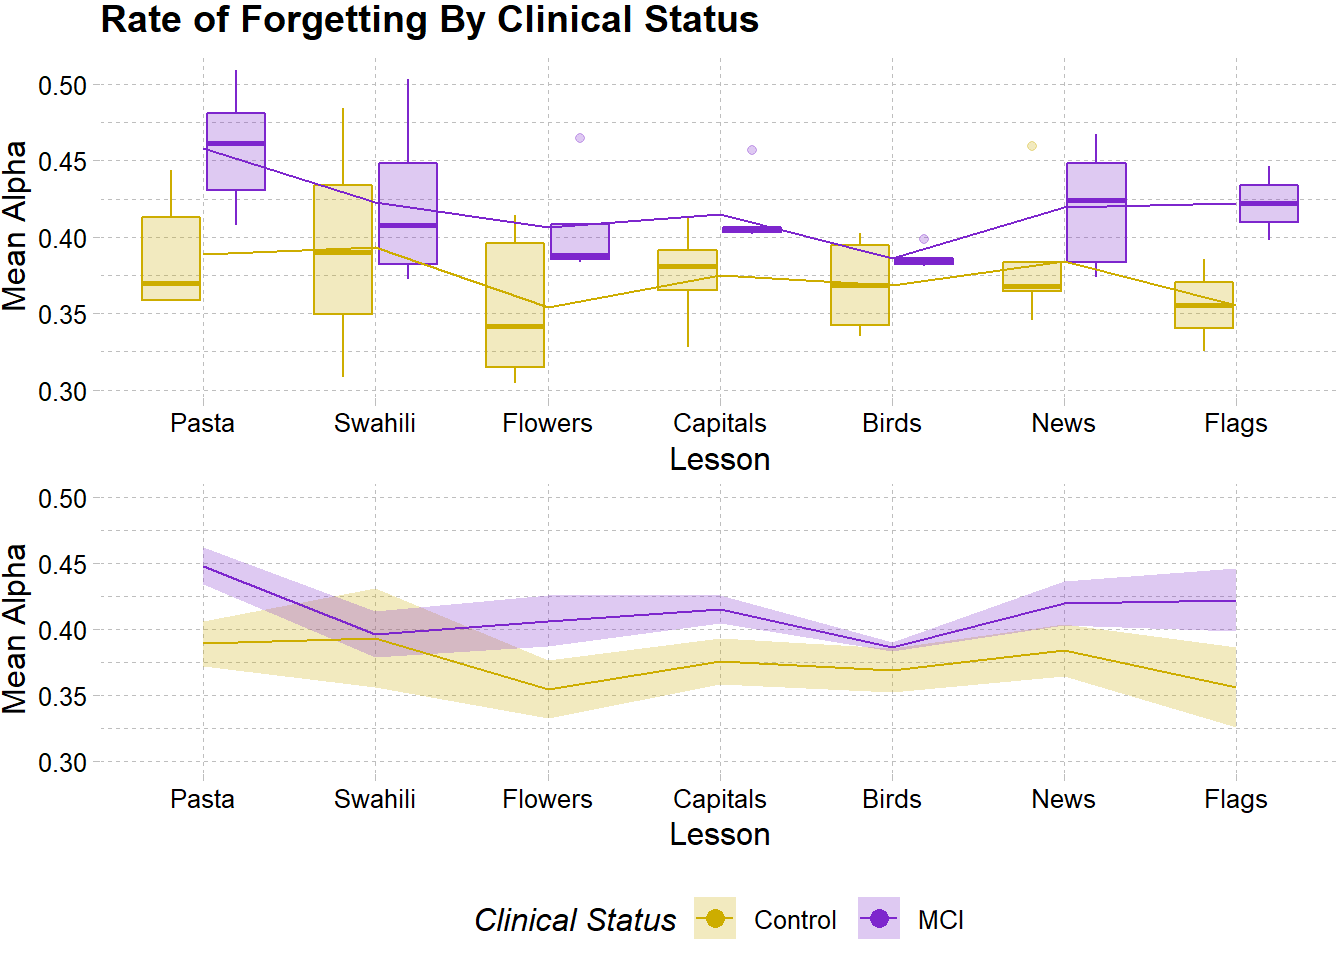 Rate of Forgetting By Clinical Status
Mean Alpha
0.50
0.45
0.40
0.35
0.30
Pasta Swahili Flowers Capitals Birds News Flags
Lesson
Mean Alpha
0.50
0.45
0.40
0.35
0.30
Pasta Swahili Flowers Capitals Birds News Flags
Lesson
Clinical Status Control MCI